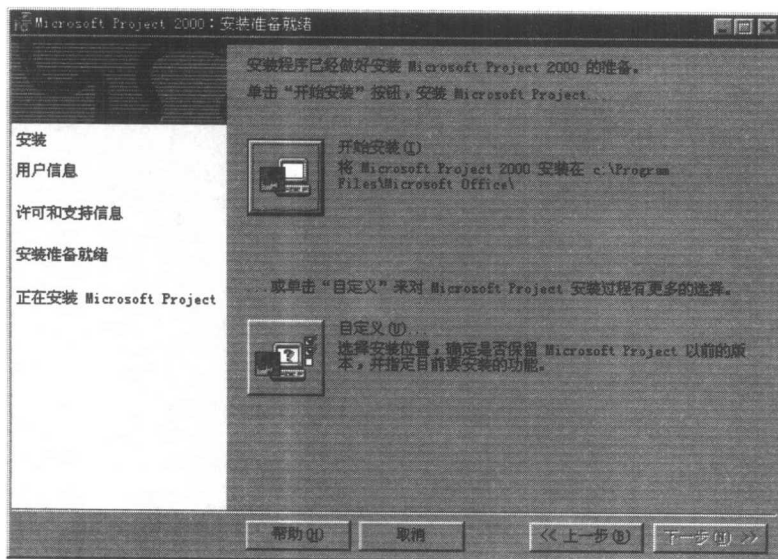 Microsoft Project 2000：安装准备就绪
安装程序已经做好安装 Microsoft Project 2000 的准备。
单击“开始安装”按钮，安装 Microsoft Project...
安装
用户信息
许可和支持信息
安装准备就绪
正在安装 Microsoft Project
开始安装(I)
将 Microsoft Project 2000 安装在 c:\Program
Files\Microsoft Office\
...或单击“自定义”来对 Microsoft Project 安装过程有更多的选择。
自定义(U)...
选择安装位置，确定是否保留 Microsoft Project 以前的版
本，并指定目前要安装的功能。
帮助(H)
取消
<< 上一步(B)
下一步(N) >>